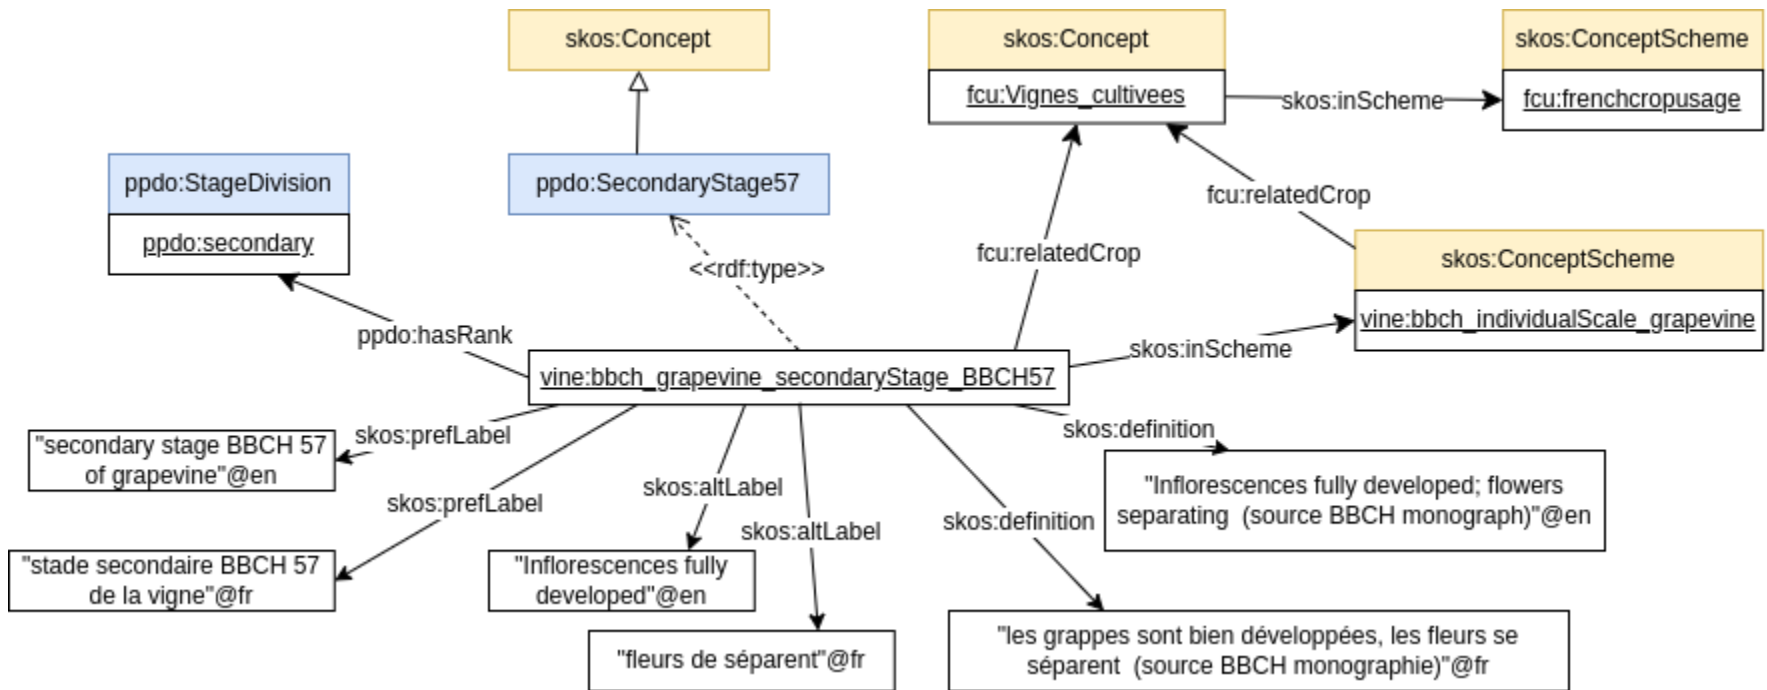 skos:Concept
skos:Concept
skos:ConceptScheme
fcu:Vignes_cultivees
skos:inScheme
fcu:frenchcropusage
ppdo:StageDivision
ppdo:SecondaryStage57
fcu:relatedCrop
ppdo:secondary
fcu:relatedCrop
skos:ConceptScheme
<<rdf:type>>
vine:bbch_individualScale_grapevine
ppdo:hasRank
skos:inScheme
vine:bbch_grapevine_secondaryStage_BBCH57
skos:prefLabel
skos:definition
"secondary stage BBCH 57
of grapevine"@en
skos:prefLabel
skos:altLabel
skos:altLabel
skos:definition
"Inflorescences fully developed; flowers
separating (source BBCH monograph)"@en
"stade secondaire BBCH 57
de la vigne"@fr
"Inflorescences fully
developed"@en
"fleurs de séparent"@fr
"les grappes sont bien développées, les fleurs se
séparent (source BBCH monographie)"@fr